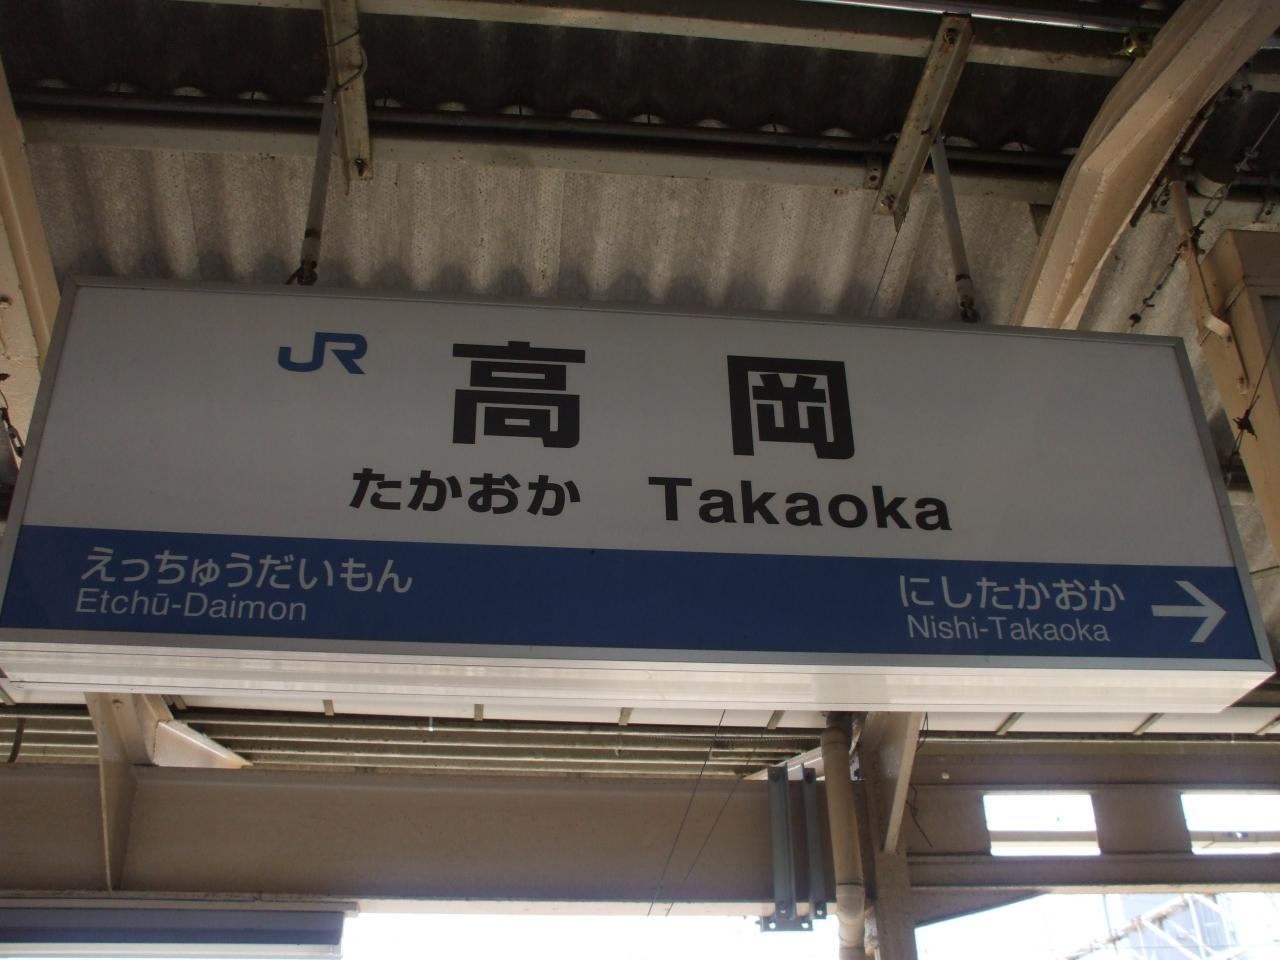 JR 高岡
たかおか Takaoka
えっちゅうだいもん にしたかおか →
Etchū-Daimon Nishi-Takaoka